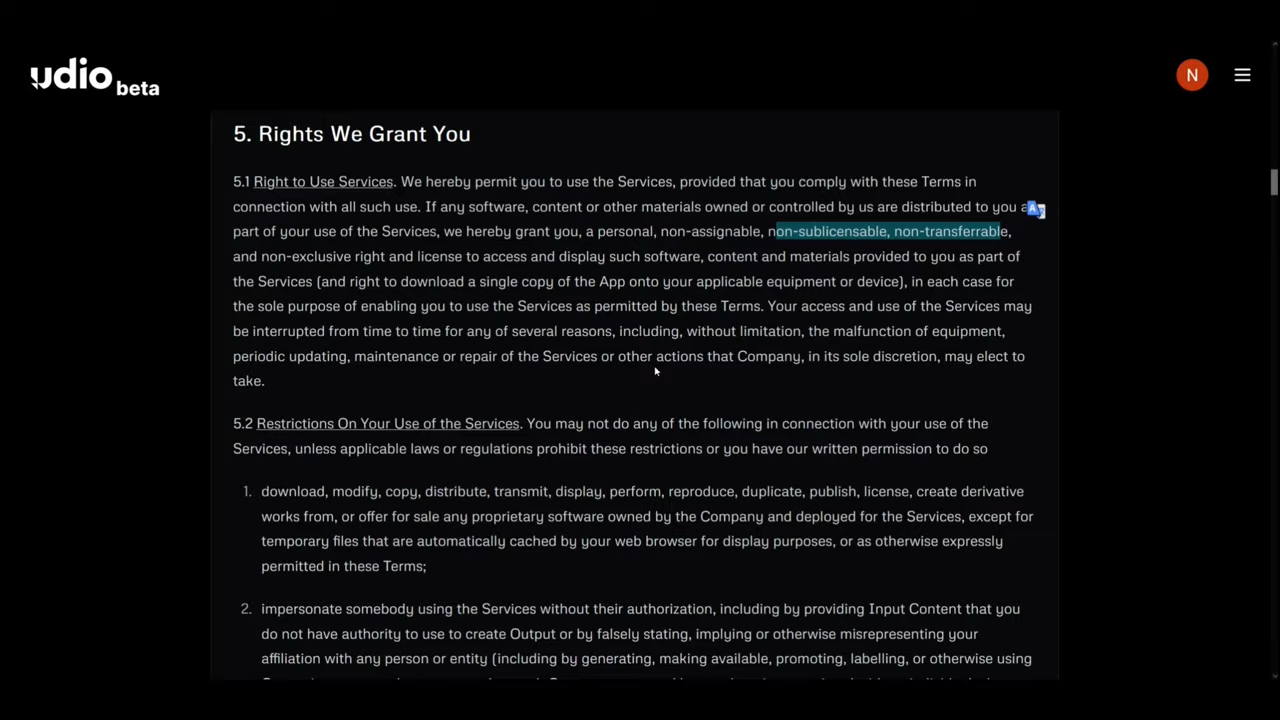 udio beta
N
5. Rights We Grant You
5.1 Right to Use Services. We hereby permit you to use the Services, provided that you comply with these Terms in
connection with all such use. If any software, content or other materials owned or controlled by us are distributed to you a
part of your use of the Services, we hereby grant you, a personal, non-assignable, non-sublicensable, non-transferrable,
and non-exclusive right and license to access and display such software, content and materials provided to you as part of
the Services (and right to download a single copy of the App onto your applicable equipment or device), in each case for
the sole purpose of enabling you to use the Services as permitted by these Terms. Your access and use of the Services may
be interrupted from time to time for any of several reasons, including, without limitation, the malfunction of equipment,
periodic updating, maintenance or repair of the Services or other actions that Company, in its sole discretion, may elect to
take.
5.2 Restrictions On Your Use of the Services. You may not do any of the following in connection with your use of the
Services, unless applicable laws or regulations prohibit these restrictions or you have our written permission to do so
1. download, modify, copy, distribute, transmit, display, perform, reproduce, duplicate, publish, license, create derivative
works from, or offer for sale any proprietary software owned by the Company and deployed for the Services, except for
temporary files that are automatically cached by your web browser for display purposes, or as otherwise expressly
permitted in these Terms;
2. impersonate somebody using the Services without their authorization, including by providing Input Content that you
do not have authority to use to create Output or by falsely stating, implying or otherwise misrepresenting your
affiliation with any person or entity (including by generating, making available, promoting, labelling, or otherwise using